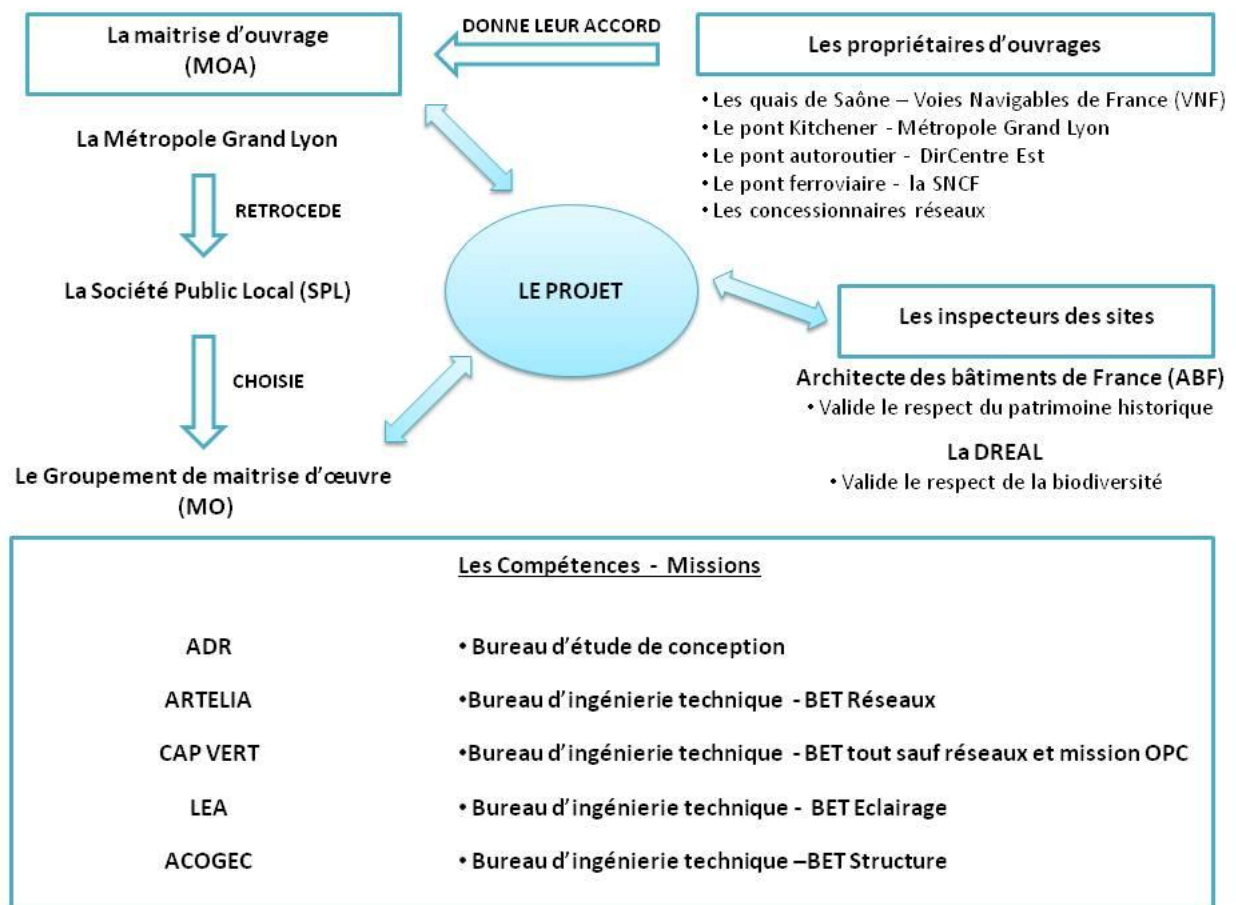 La maitrise d'ouvrage
(MOA)
DONNE LEUR ACCORD
Les propriétaires d'ouvrages
• Les quais de Saône – Voies Navigables de France (VNF)
• Le pont Kitchener - Métropole Grand Lyon
• Le pont autoroutier - DirCentre Est
• Le pont ferroviaire - la SNCF
• Les concessionnaires réseaux
La Métropole Grand Lyon
RETROCEDE
La Société Public Local (SPL)
CHOISIE
Le Groupement de maitrise d'œuvre
(MO)
LE PROJET
Les inspecteurs des sites
Architecte des bâtiments de France (ABF)
• Valide le respect du patrimoine historique
La DREAL
• Valide le respect de la biodiversité
Les Compétences - Missions
ADR • Bureau d'étude de conception
ARTELIA •Bureau d'ingénierie technique - BET Réseaux
CAP VERT •Bureau d'ingénierie technique - BET tout sauf réseaux et mission OPC
LEA • Bureau d'ingénierie technique - BET Eclairage
ACOGEC • Bureau d'ingénierie technique –BET Structure